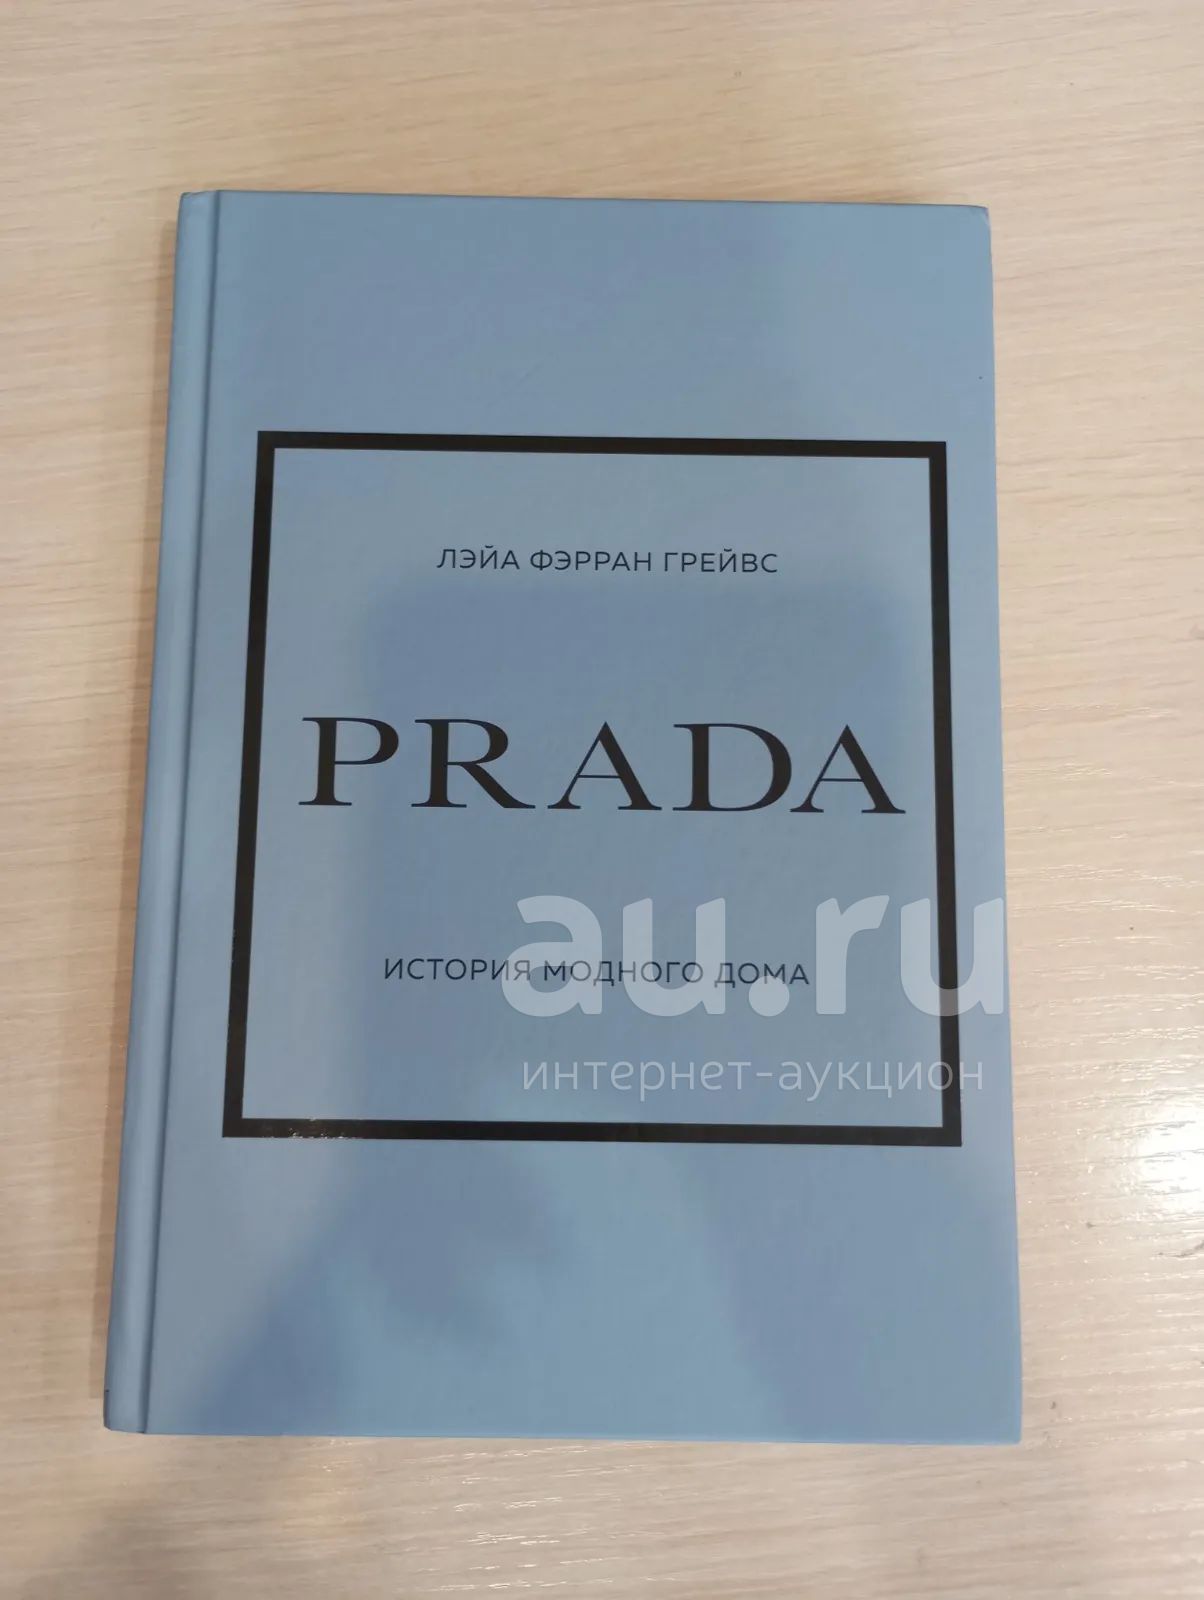 ЛЭЙА ФЭРРАН ГРЕЙВС
PRADA
au.ru
ИСТОРИЯ МОДНОГО ДОМА
интернет-аукцион